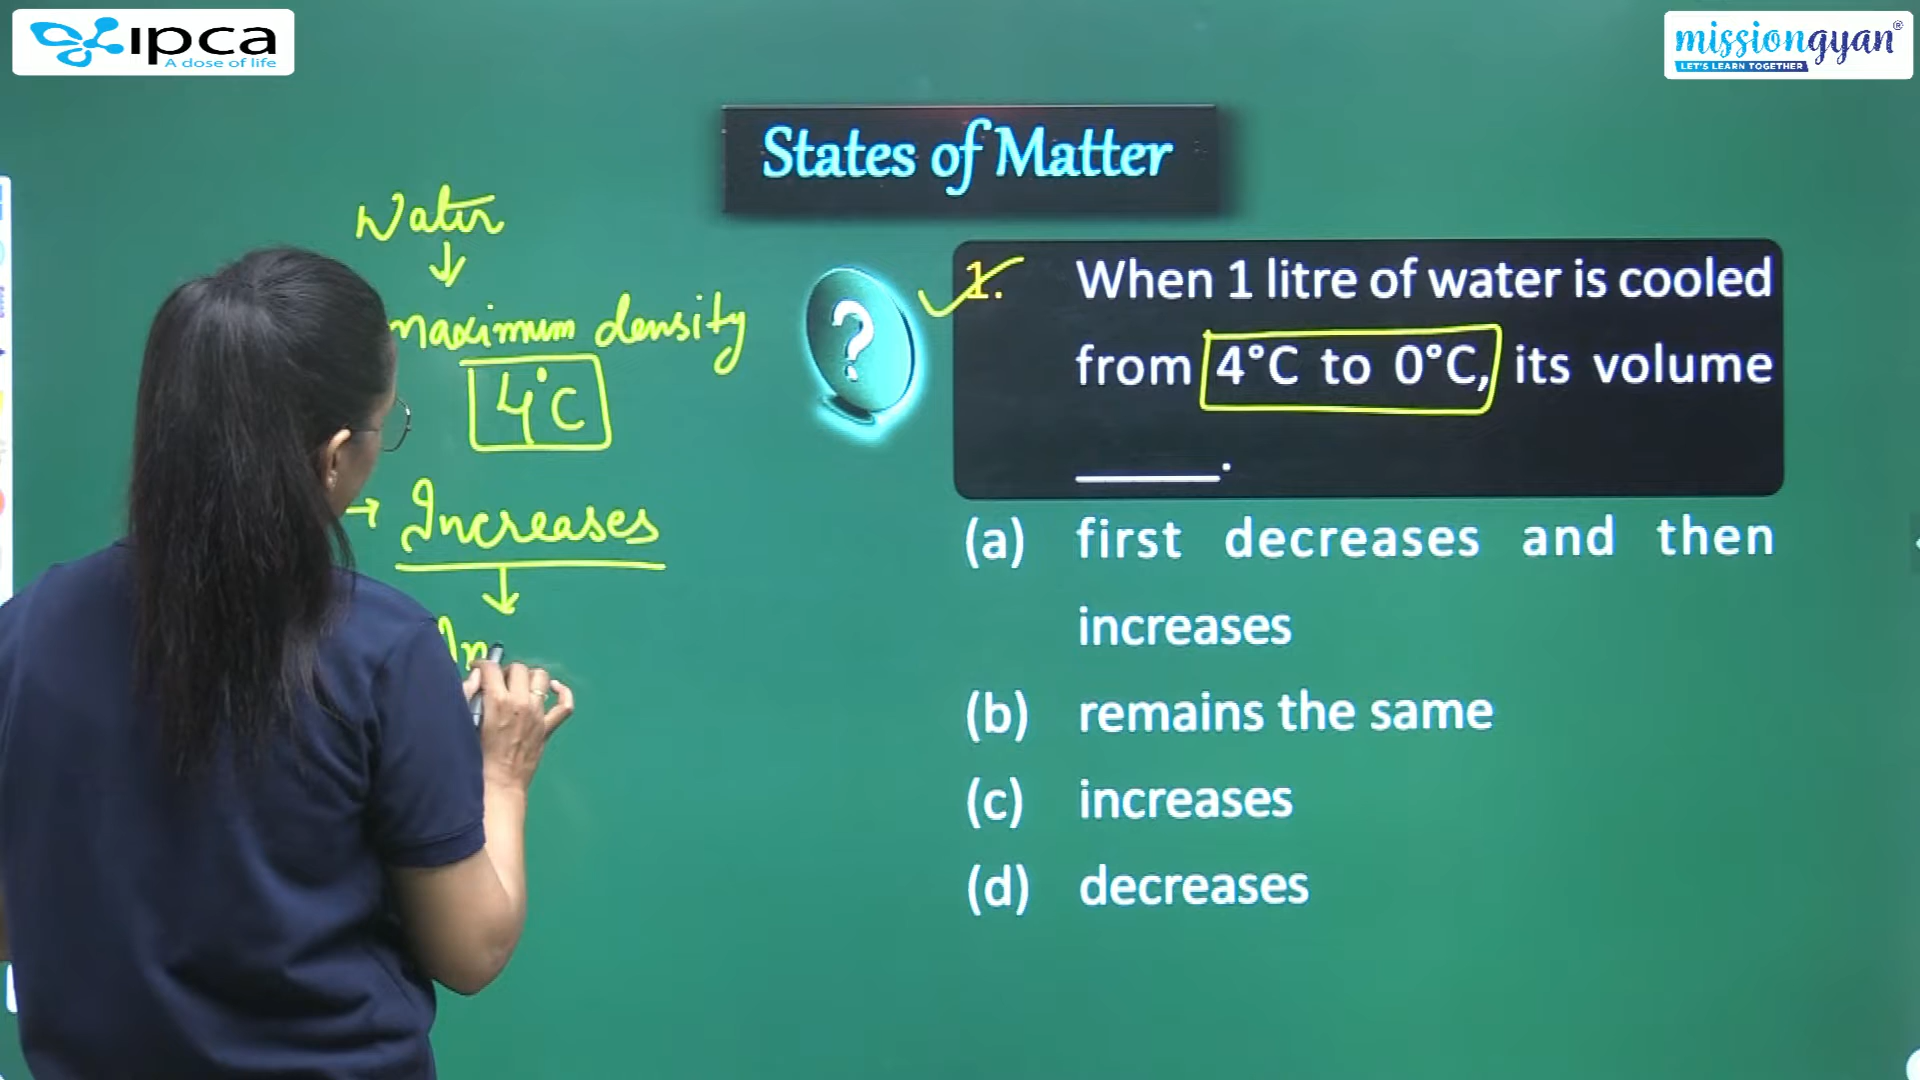 ipca
A dose of life
missiongyan®
LET'S LEARN TOGETHER
States of Matter
Water
maximum density
4°C
Increases
In
?
1. When 1 litre of water is cooled
from 4°C to 0°C, its volume
______.
(a) first decreases and then
increases
(b) remains the same
(c) increases
(d) decreases